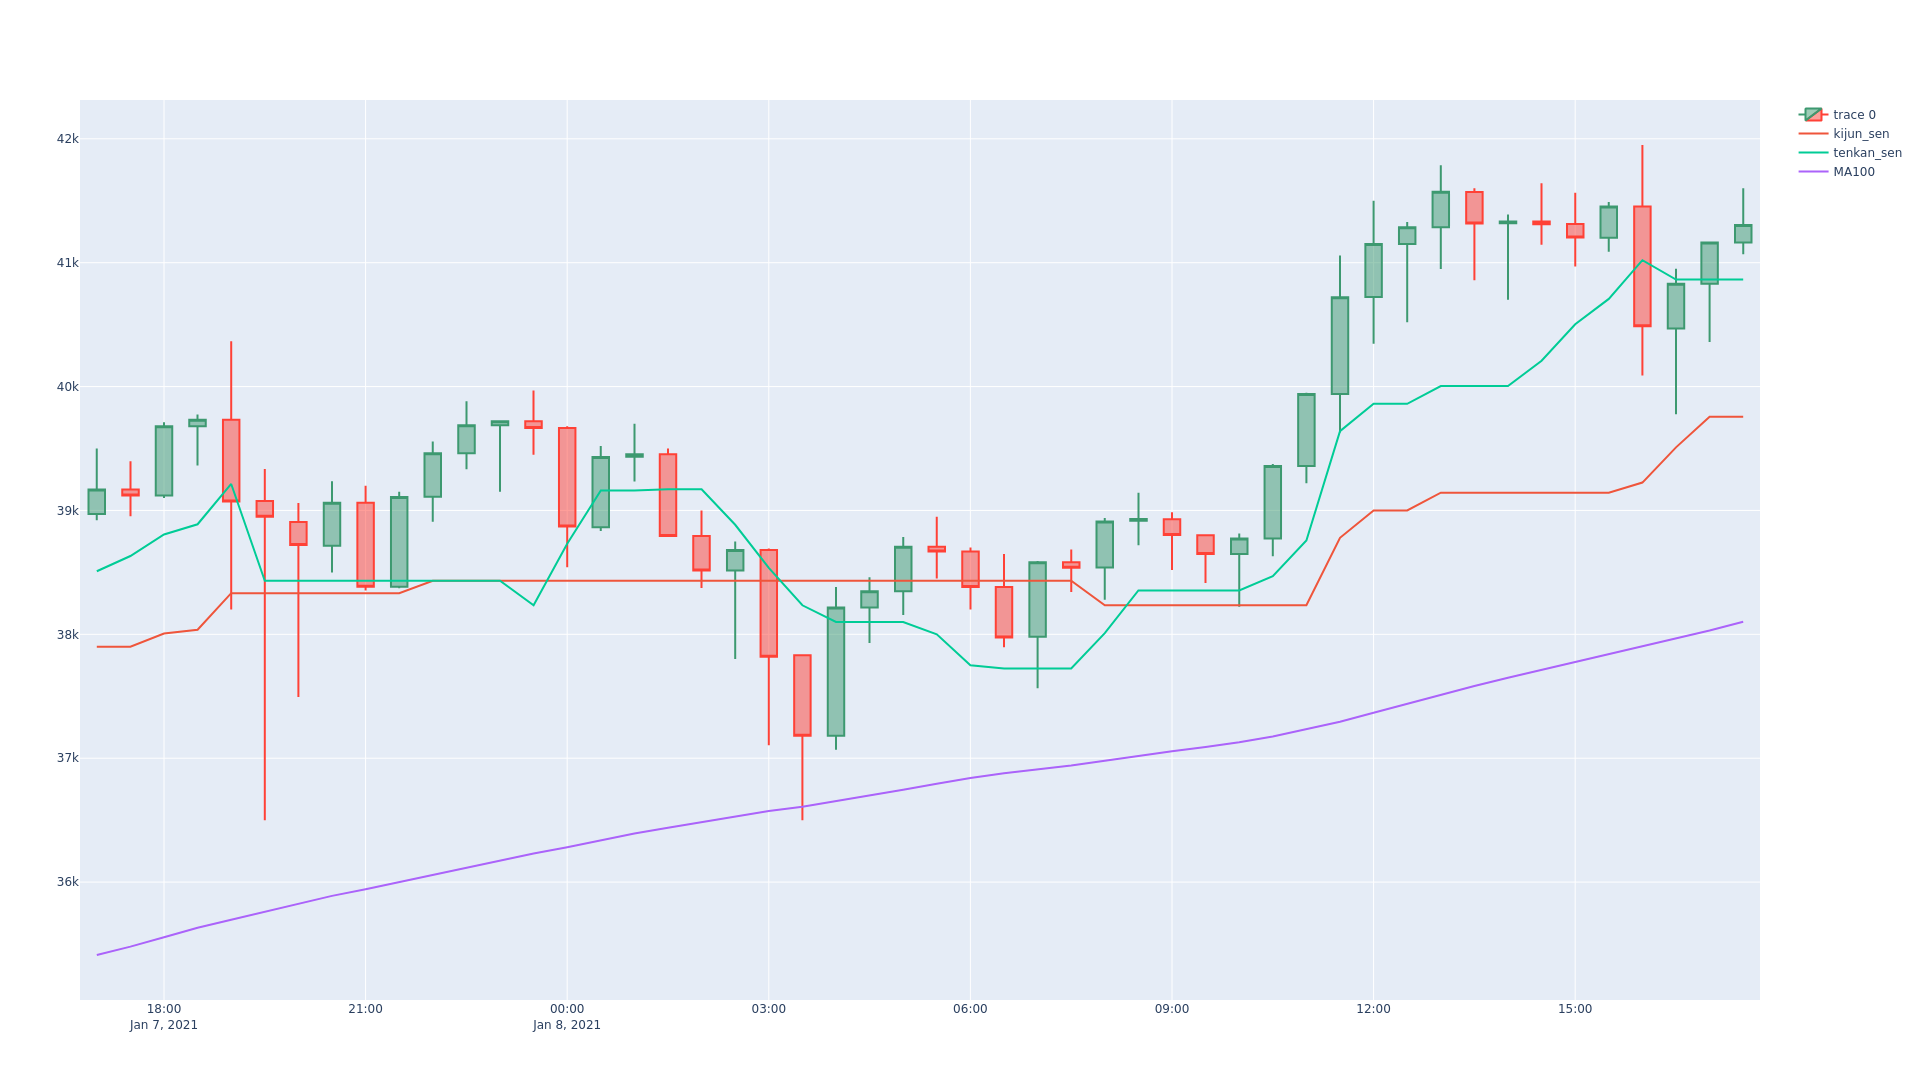 42k
41k
40k
39k
38k
37k
36k
18:00
Jan 7, 2021
21:00
00:00
Jan 8, 2021
03:00
06:00
09:00
12:00
15:00
trace 0
kijun_sen
tenkan_sen
MA100